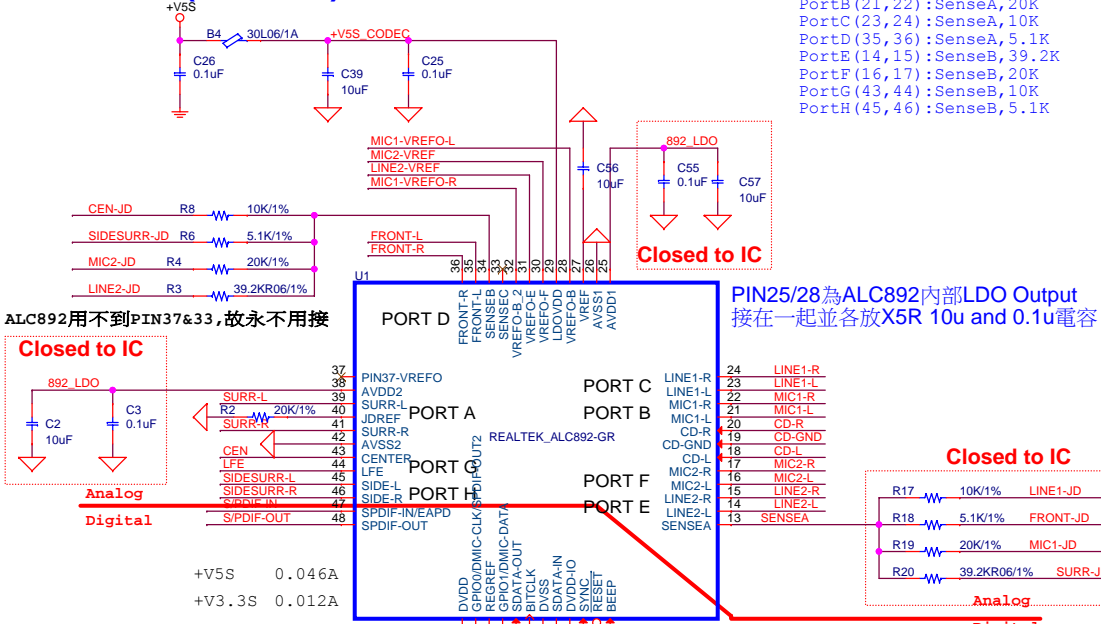 +V5S
B4 30L06/1A +V5S_CODEC
C26
0.1uF
C39
10uF
C25
0.1uF
PortB(21,22):SenseA,20K
PortC(23,24):SenseA,10K
PortD(35,36):SenseA,5.1K
PortE(14,15):SenseB,39.2K
PortF(16,17):SenseB,20K
PortG(43,44):SenseB,10K
PortH(45,46):SenseB,5.1K
MIC1-VREFO-L
MIC2-VREF
LINE2-VREF
MIC1-VREFO-R
C56
10uF
892_LDO
C55
0.1uF
C57
10uF
Closed to IC
CEN-JD R8 10K/1%
SIDESURR-JD R6 5.1K/1%
MIC2-JD R4 20K/1%
LINE2-JD R3 39.2KR06/1%
FRONT-L
FRONT-R
36 35 34 33 32 31 30 29 28 27 26 25
U1
FRONT-R
FRONT-L
SENSEB
SENSEC
VREFO-B_2
VREFO-E
VREFO-F
LDOVDD
VREFO-B
VREF
AVSS1
AVDD1
PORT D
PIN25/28為ALC892內部LDO Output
接在一起並各放X5R 10u and 0.1u電容
ALC892用不到PIN37&33,故永不用接
Closed to IC
892_LDO
C2
10uF
C3
0.1uF
37 PIN37-VREFO
38 AVDD2
SURR-L 39 SURR-L
R2 20K/1% 40 JDREF
SURR-R 41 SURR-R
42 AVSS2
CEN 43 CENTER
LFE 44 LFE
SIDESURR-L 45 SIDE-L
SIDESURR-R 46 SIDE-R
S/PDIF-IN 47 SPDIF-IN/EAPD
S/PDIF-OUT 48 SPDIF-OUT
PORT A
PORT G
PORT H
REALTEK_ALC892-GR
PORT C
PORT B
PORT F
PORT E
LINE1-R 24 LINE1-R
LINE1-L 23 LINE1-L
MIC1-R 22 MIC1-R
MIC1-L 21 MIC1-L
CD-R 20 CD-R
CD-GND 19 CD-GND
CD-L 18 CD-L
MIC2-R 17 MIC2-R
MIC2-L 16 MIC2-L
LINE2-R 15 LINE2-R
LINE2-L 14 LINE2-L
SENSEA 13 SENSEA
Closed to IC
R17 10K/1% LINE1-JD
R18 5.1K/1% FRONT-JD
R19 20K/1% MIC1-JD
R20 39.2KR06/1% SURR-J
Analog
Analog
Digital
+V5S 0.046A
+V3.3S 0.012A
DVDD
GPIO0/DMIC-CLK/SPDIFOUT2
REGREF
GPIO1/DMIC-DATA
SDATA-OUT
BITCLK
DVSS
SDATA-IN
DVDD-IO
SYNC
RESET
BEEP